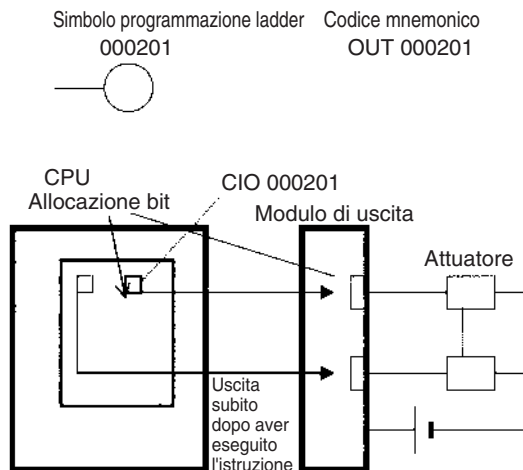 Simbolo programmazione ladder
000201
Codice mnemonico
OUT 000201
CPU
Allocazione bit
CIO 000201
Modulo di uscita
Attuatore
Uscita
subito
dopo aver
eseguito
l'istruzione